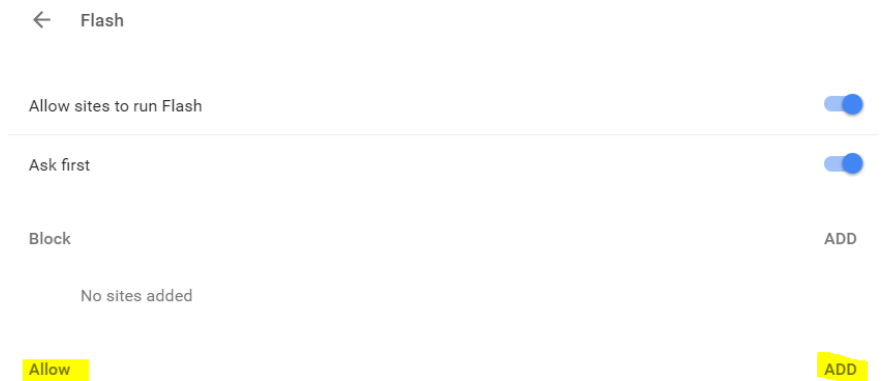 Flash
Allow sites to run Flash
Ask first
Block ADD
No sites added
Allow ADD